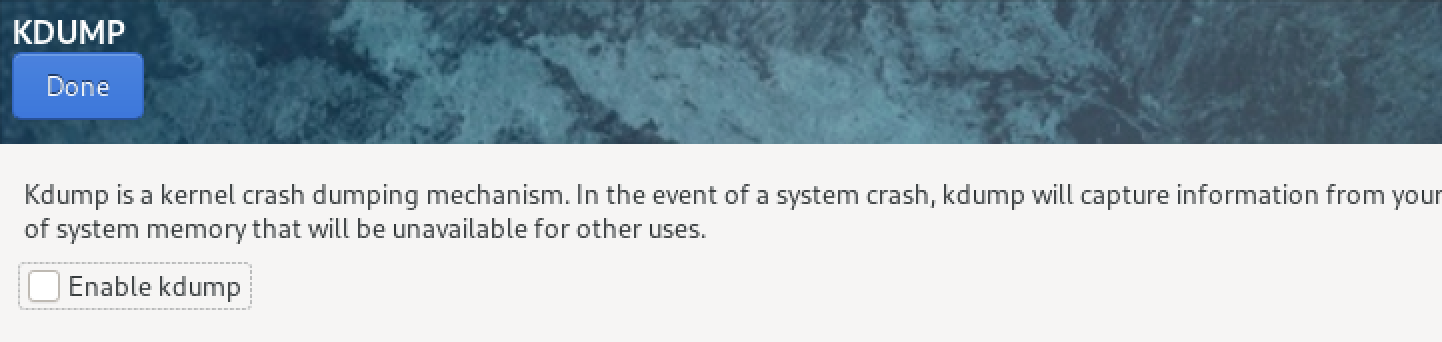 KDUMP
Done
Kdump is a kernel crash dumping mechanism. In the event of a system crash, kdump will capture information from your
of system memory that will be unavailable for other uses.
Enable kdump